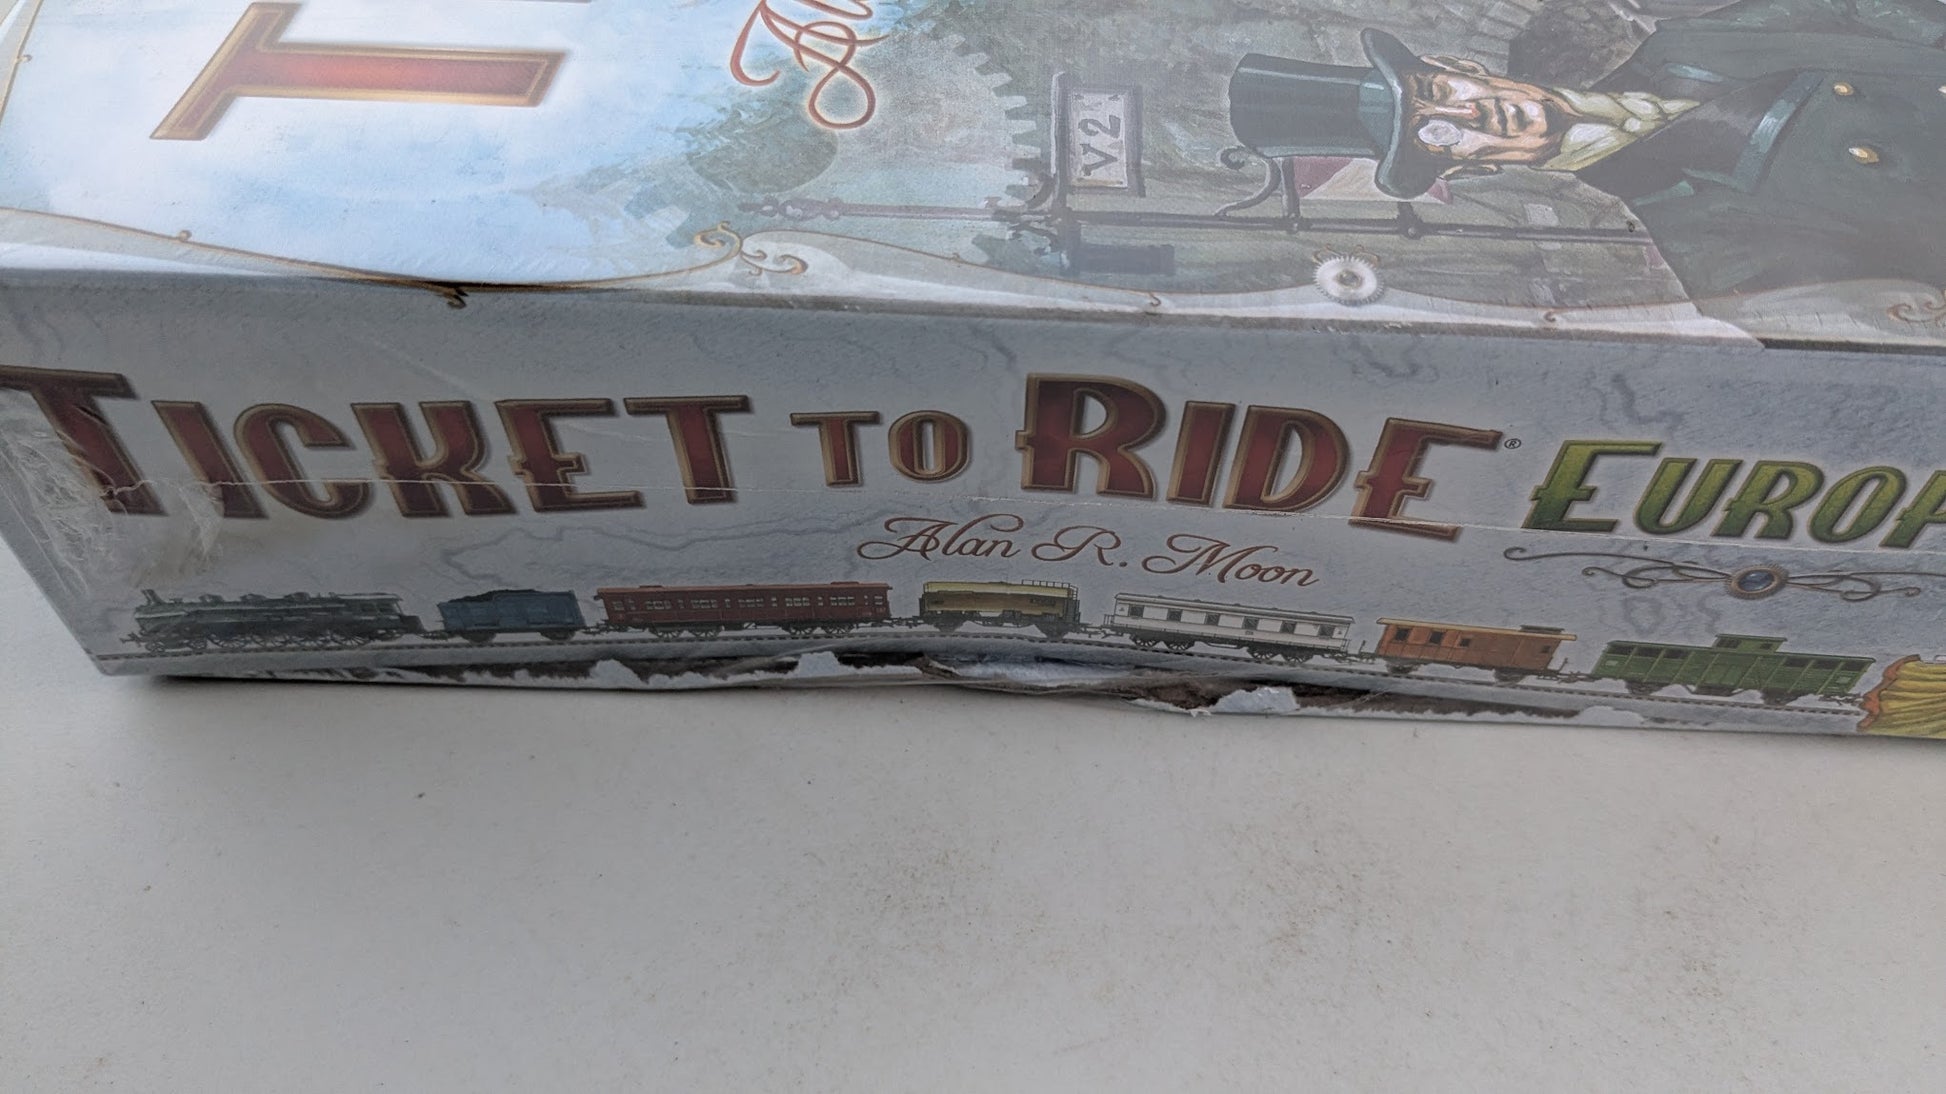 T
V2
TICKET TO RIDE® EUROP
Alan R. Moon